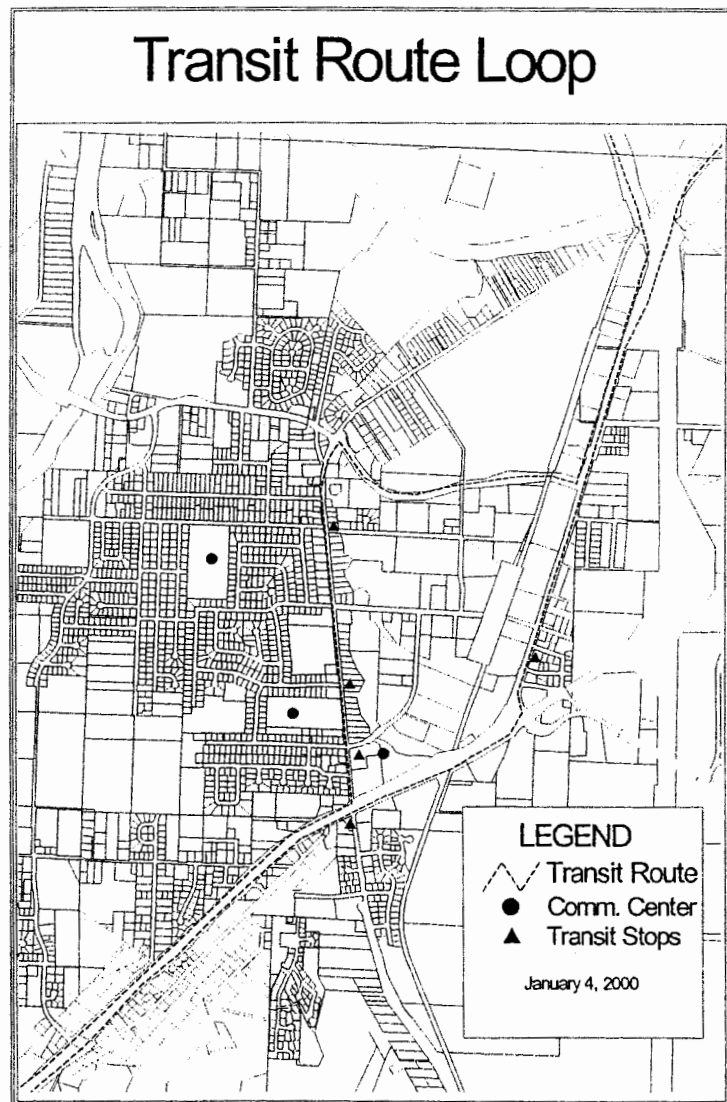 Transit Route Loop
LEGEND
Transit Route
Comm. Center
Transit Stops
January 4, 2000